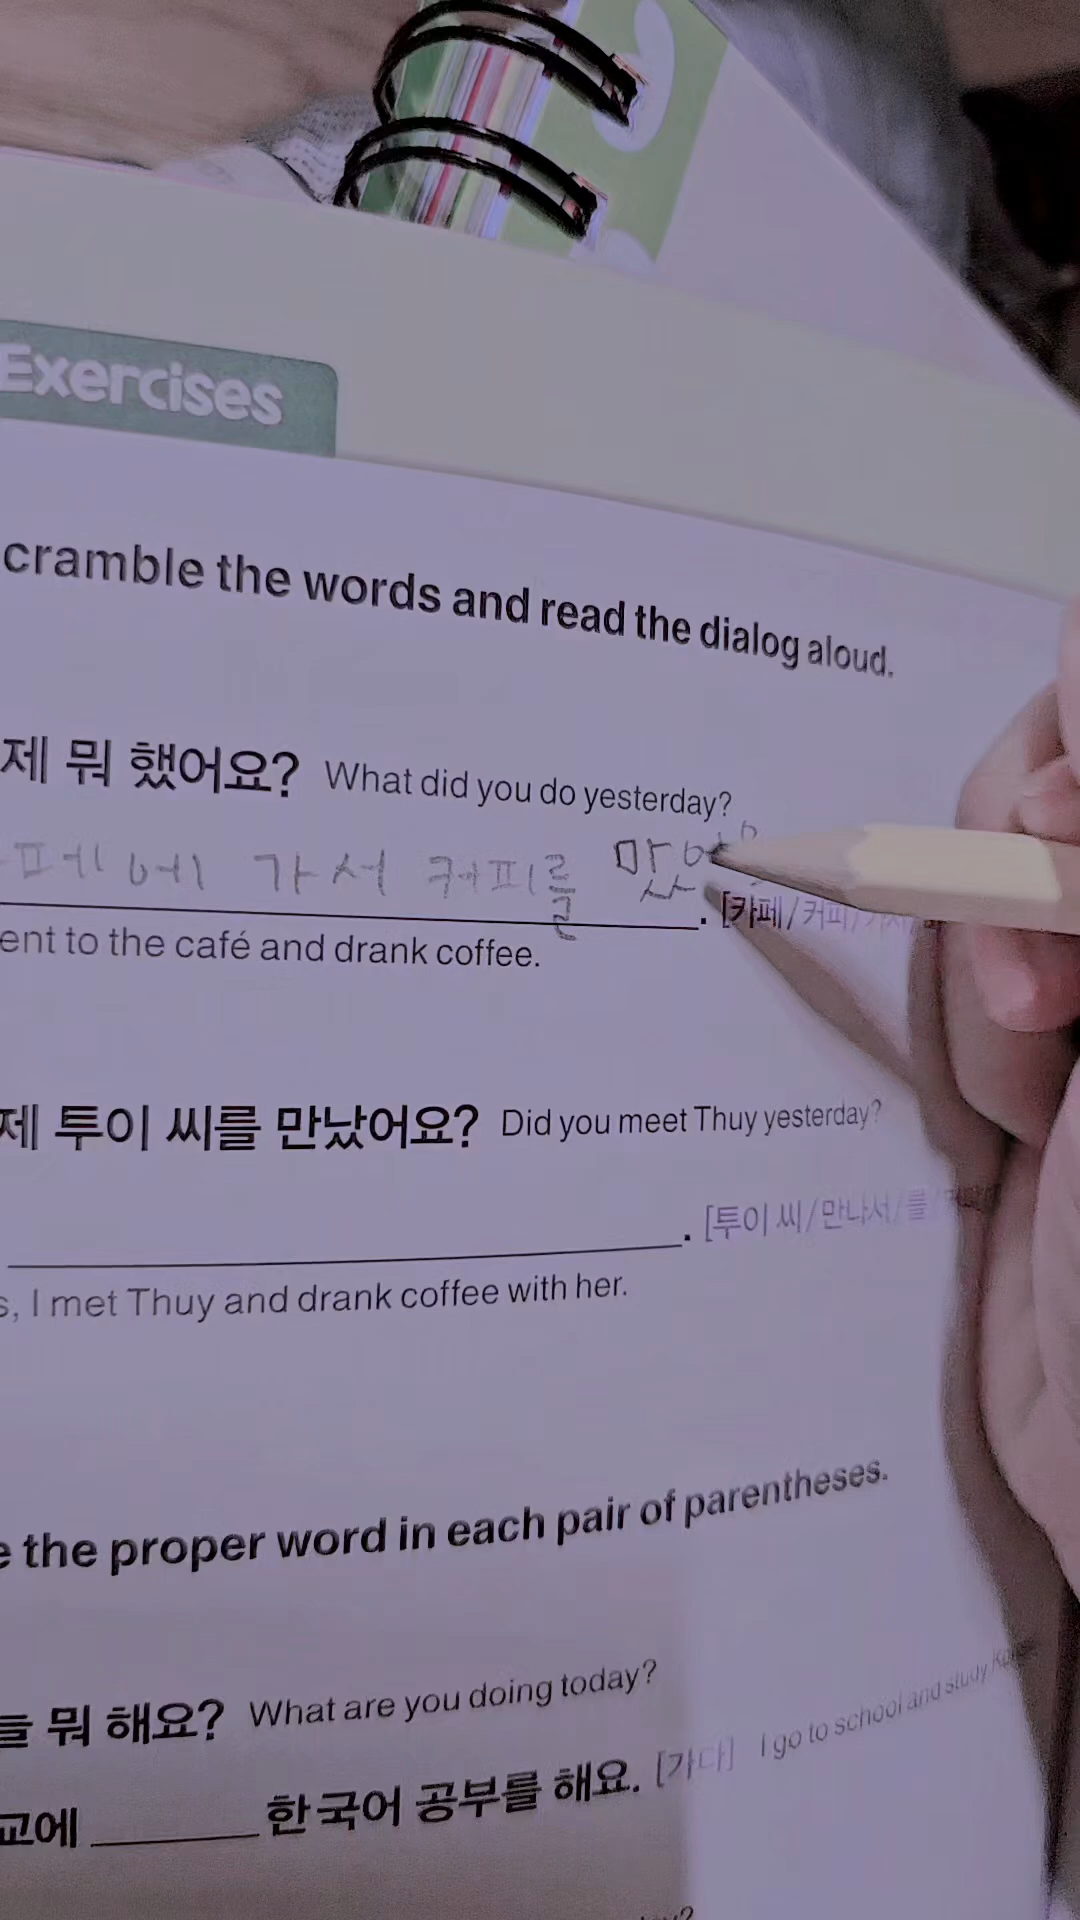 Exercises
cramble the words and read the dialog aloud.
제 뭐 했어요? What did you do yesterday?
페에 가서 커피를
[카페/커피/
ent to the café and drank coffee.
제 투이 씨를 만났어요? Did you meet Thuy yesterday?
. [투이 씨/만나서/를/
s, I met Thuy and drank coffee with her.
e the proper word in each pair of parentheses.
늘 뭐 해요? What are you doing today?
교에 ________ 한국어 공부를 해요. [가다] I go to school and study